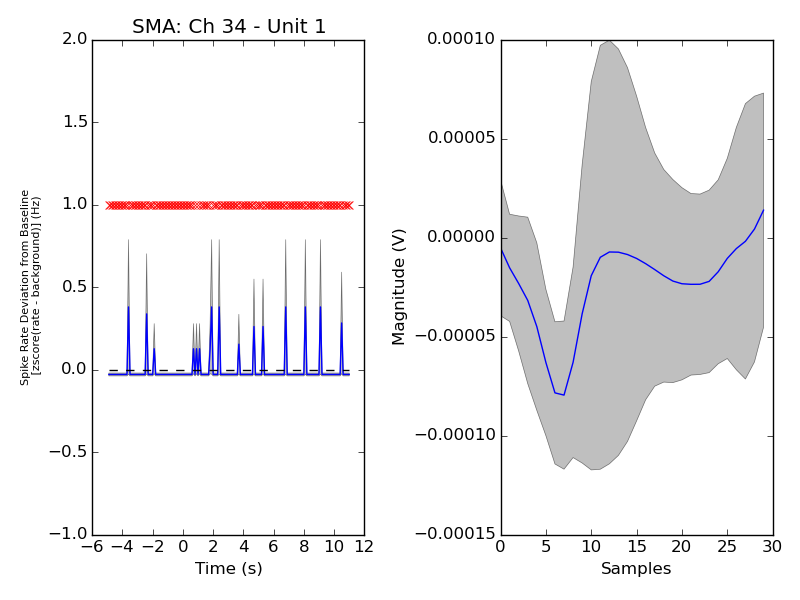 SMA: Ch 34 - Unit 1
2.0
1.5
1.0
0.5
0.0
−0.5
−1.0
−6 −4 −2 0 2 4 6 8 10 12
Time (s)
Spike Rate Deviation from Baseline
[zscore(rate - background)] (Hz)
0.00010
0.00005
0.00000
−0.00005
−0.00010
−0.00015
0 5 10 15 20 25 30
Samples
Magnitude (V)